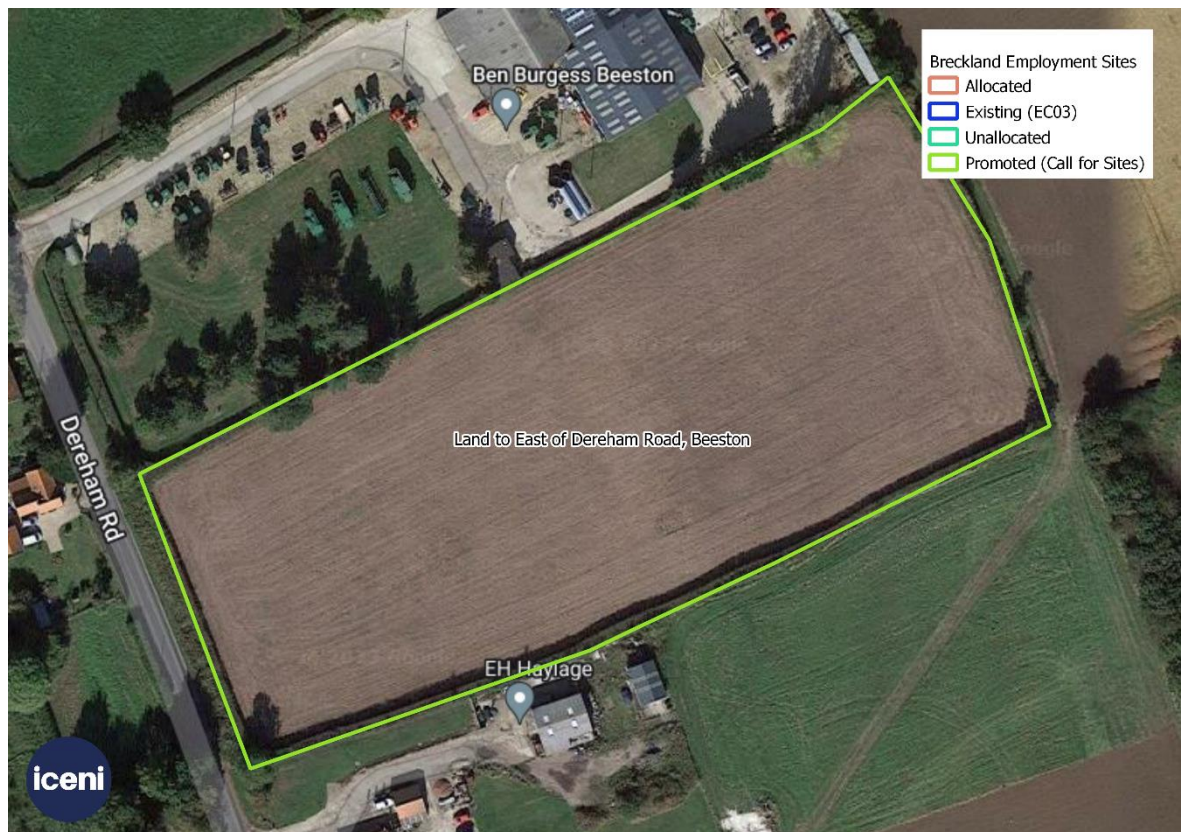 Ben Burgess Beeston
Breckland Employment Sites
Allocated
Existing (EC03)
Unallocated
Promoted (Call for Sites)
Dereham Rd
Land to East of Dereham Road, Beeston
EH Haylage
iceni